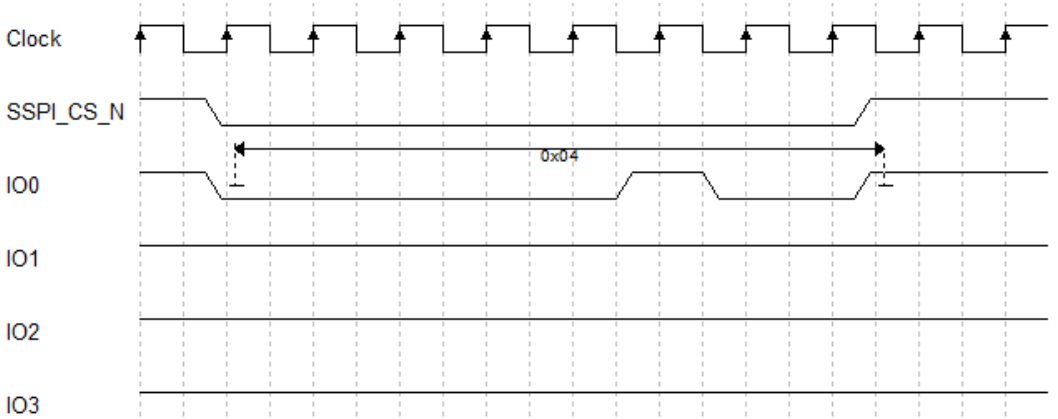 Clock
SSPI_CS_N
0x04
IO0
IO1
IO2
IO3